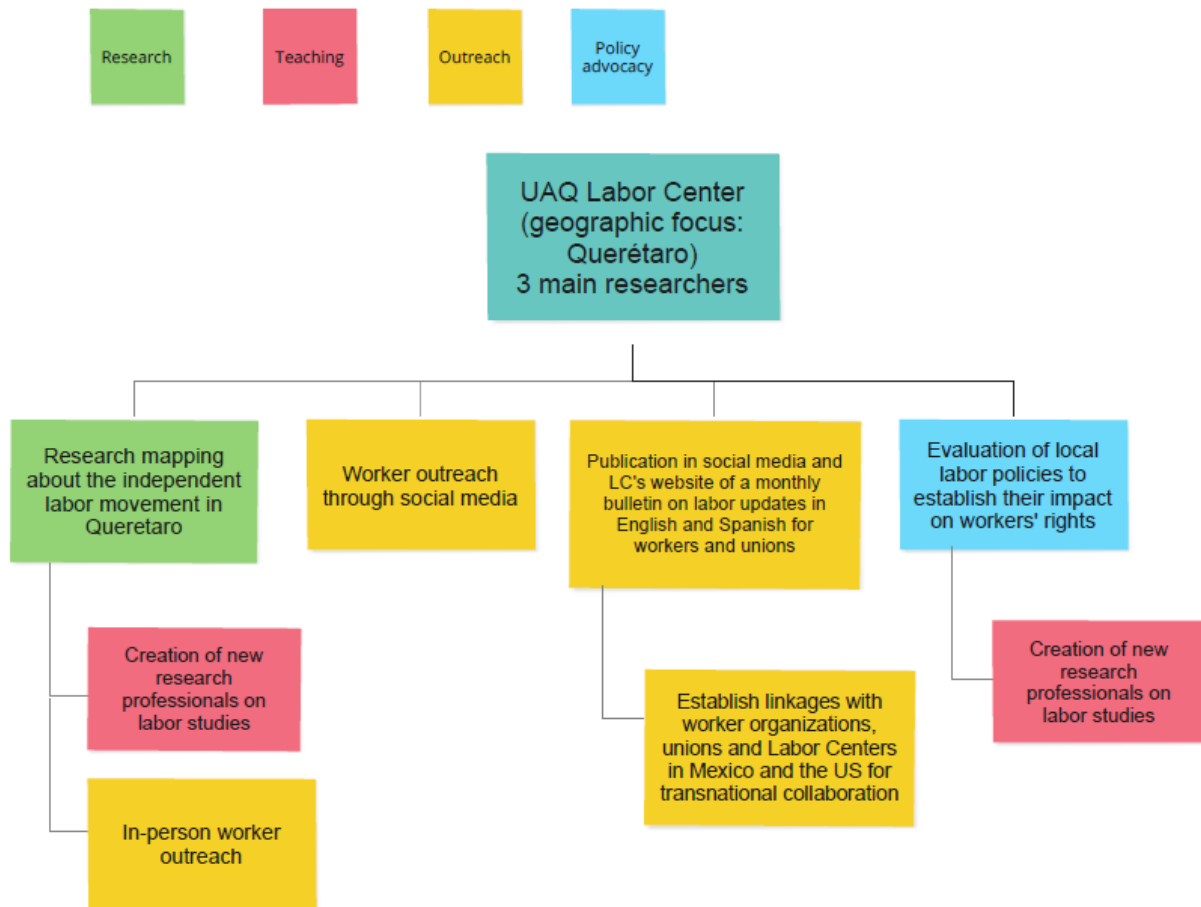 Research
Teaching
Outreach
Policy
advocacy
UAQ Labor Center
(geographic focus:
Querétaro)
3 main researchers
Research mapping
about the independent
labor movement in
Queretaro
Worker outreach
through social media
Publication in social media and
LC's website of a monthly
bulletin on labor updates in
English and Spanish for
workers and unions
Evaluation of local
labor policies to
establish their impact
on workers' rights
Creation of new
research
professionals on
labor studies
Establish linkages with
worker organizations,
unions and Labor Centers
in Mexico and the US for
transnational collaboration
Creation of new
research
professionals on
labor studies
In-person worker
outreach